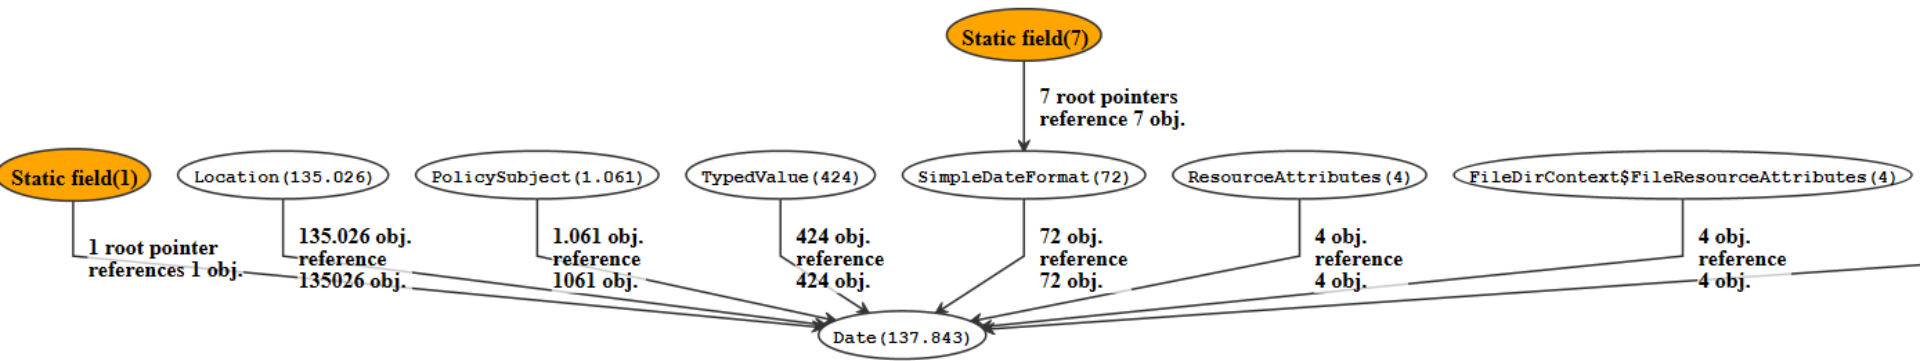 Static field(7)
7 root pointers
reference 7 obj.
Static field(1)
Location(135.026)
PolicySubject(1.061)
TypedValue(424)
SimpleDateFormat(72)
ResourceAttributes(4)
FileDirContext$FileResourceAttributes(4)
1 root pointer
references 1 obj.
135.026 obj.
reference
135026 obj.
1.061 obj.
reference
1061 obj.
424 obj.
reference
424 obj.
72 obj.
reference
72 obj.
4 obj.
reference
4 obj.
4 obj.
reference
4 obj.
Date(137.843)